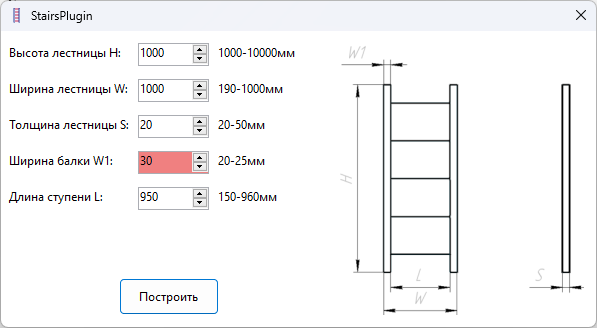 StairsPlugin
Высота лестницы H: 1000 1000-10000мм
Ширина лестницы W: 1000 190-1000мм
Толщина лестницы S: 20 20-50мм
Ширина балки W1: 30 20-25мм
Длина ступени L: 950 150-960мм
Построить
W1
H
L
W
S